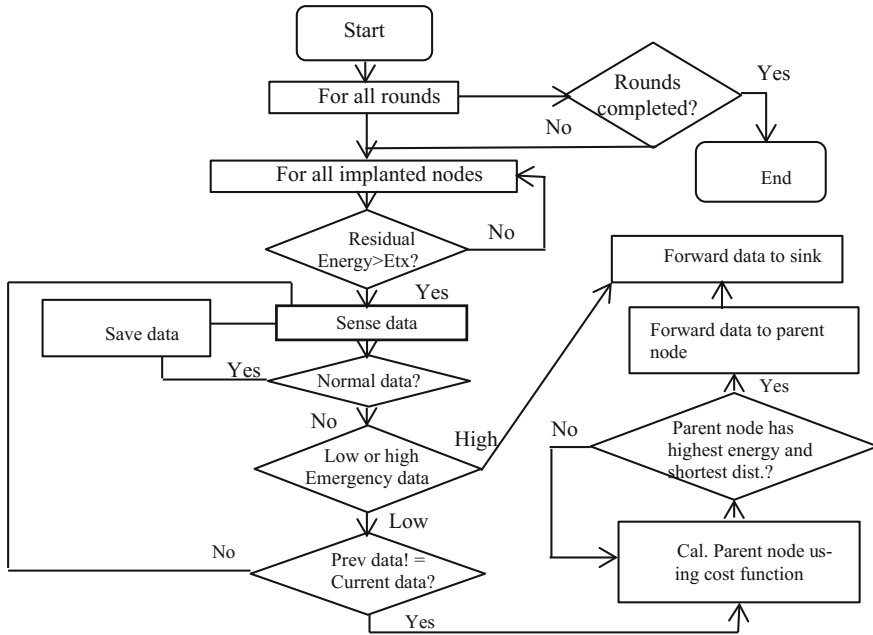 Start
For all rounds
Rounds
completed?
Yes
No
End
For all implanted nodes
Residual
Energy>Etx?
No
Yes
Sense data
Save data
Yes
Normal data?
No
Low or high
Emergency data
High
Low
Prev data! =
Current data?
No
Yes
Cal. Parent node us-
ing cost function
Parent node has
highest energy and
shortest dist.?
No
Yes
Forward data to parent
node
Forward data to sink